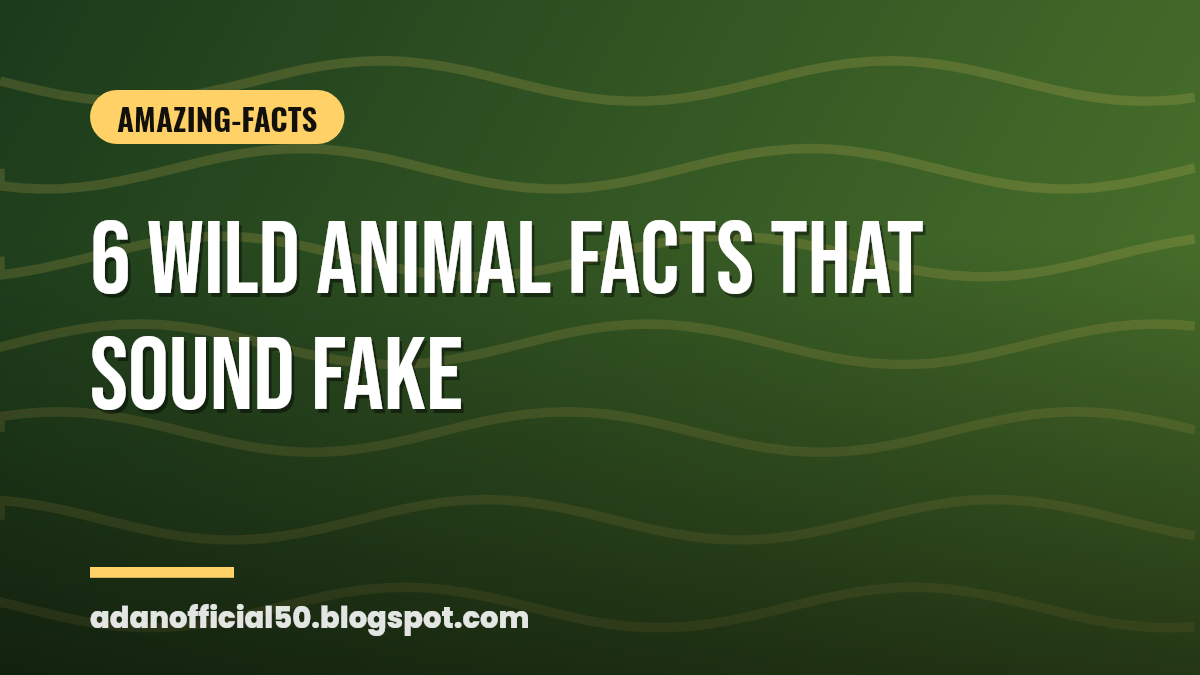 AMAZING-FACTS
6 WILD ANIMAL FACTS THAT
SOUND FAKE
adanofficial50.blogspot.com